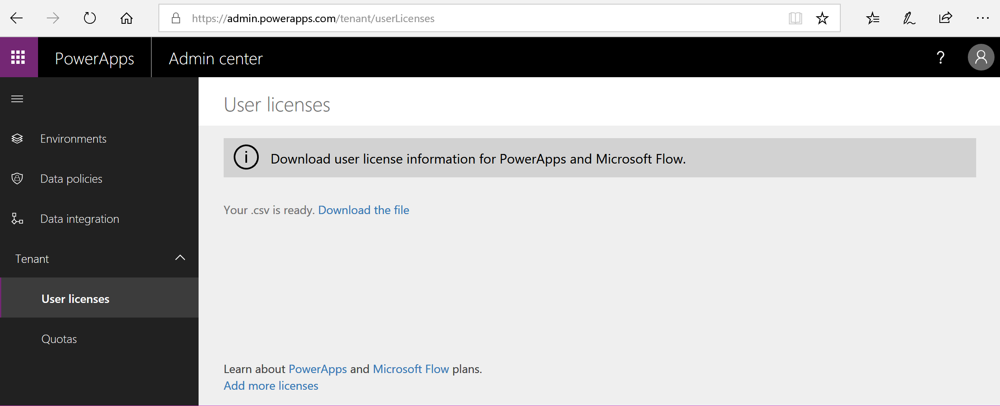 https://admin.powerapps.com/tenant/userLicenses
PowerApps
Admin center
?
User licenses
Environments
Data policies
Data integration
Tenant
User licenses
Quotas
Download user license information for PowerApps and Microsoft Flow.
Your .csv is ready. Download the file
Learn about PowerApps and Microsoft Flow plans.
Add more licenses